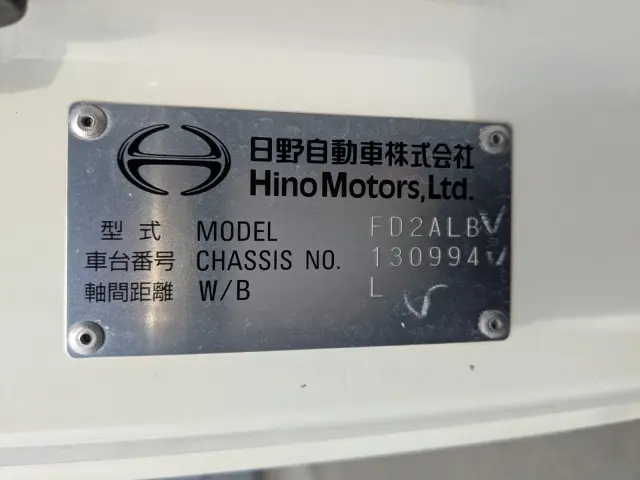 日野自動車株式会社
Hino Motors, Ltd.
型式 MODEL FD2ALB
車台番号 CHASSIS NO. 130994
軸間距離 W/B L